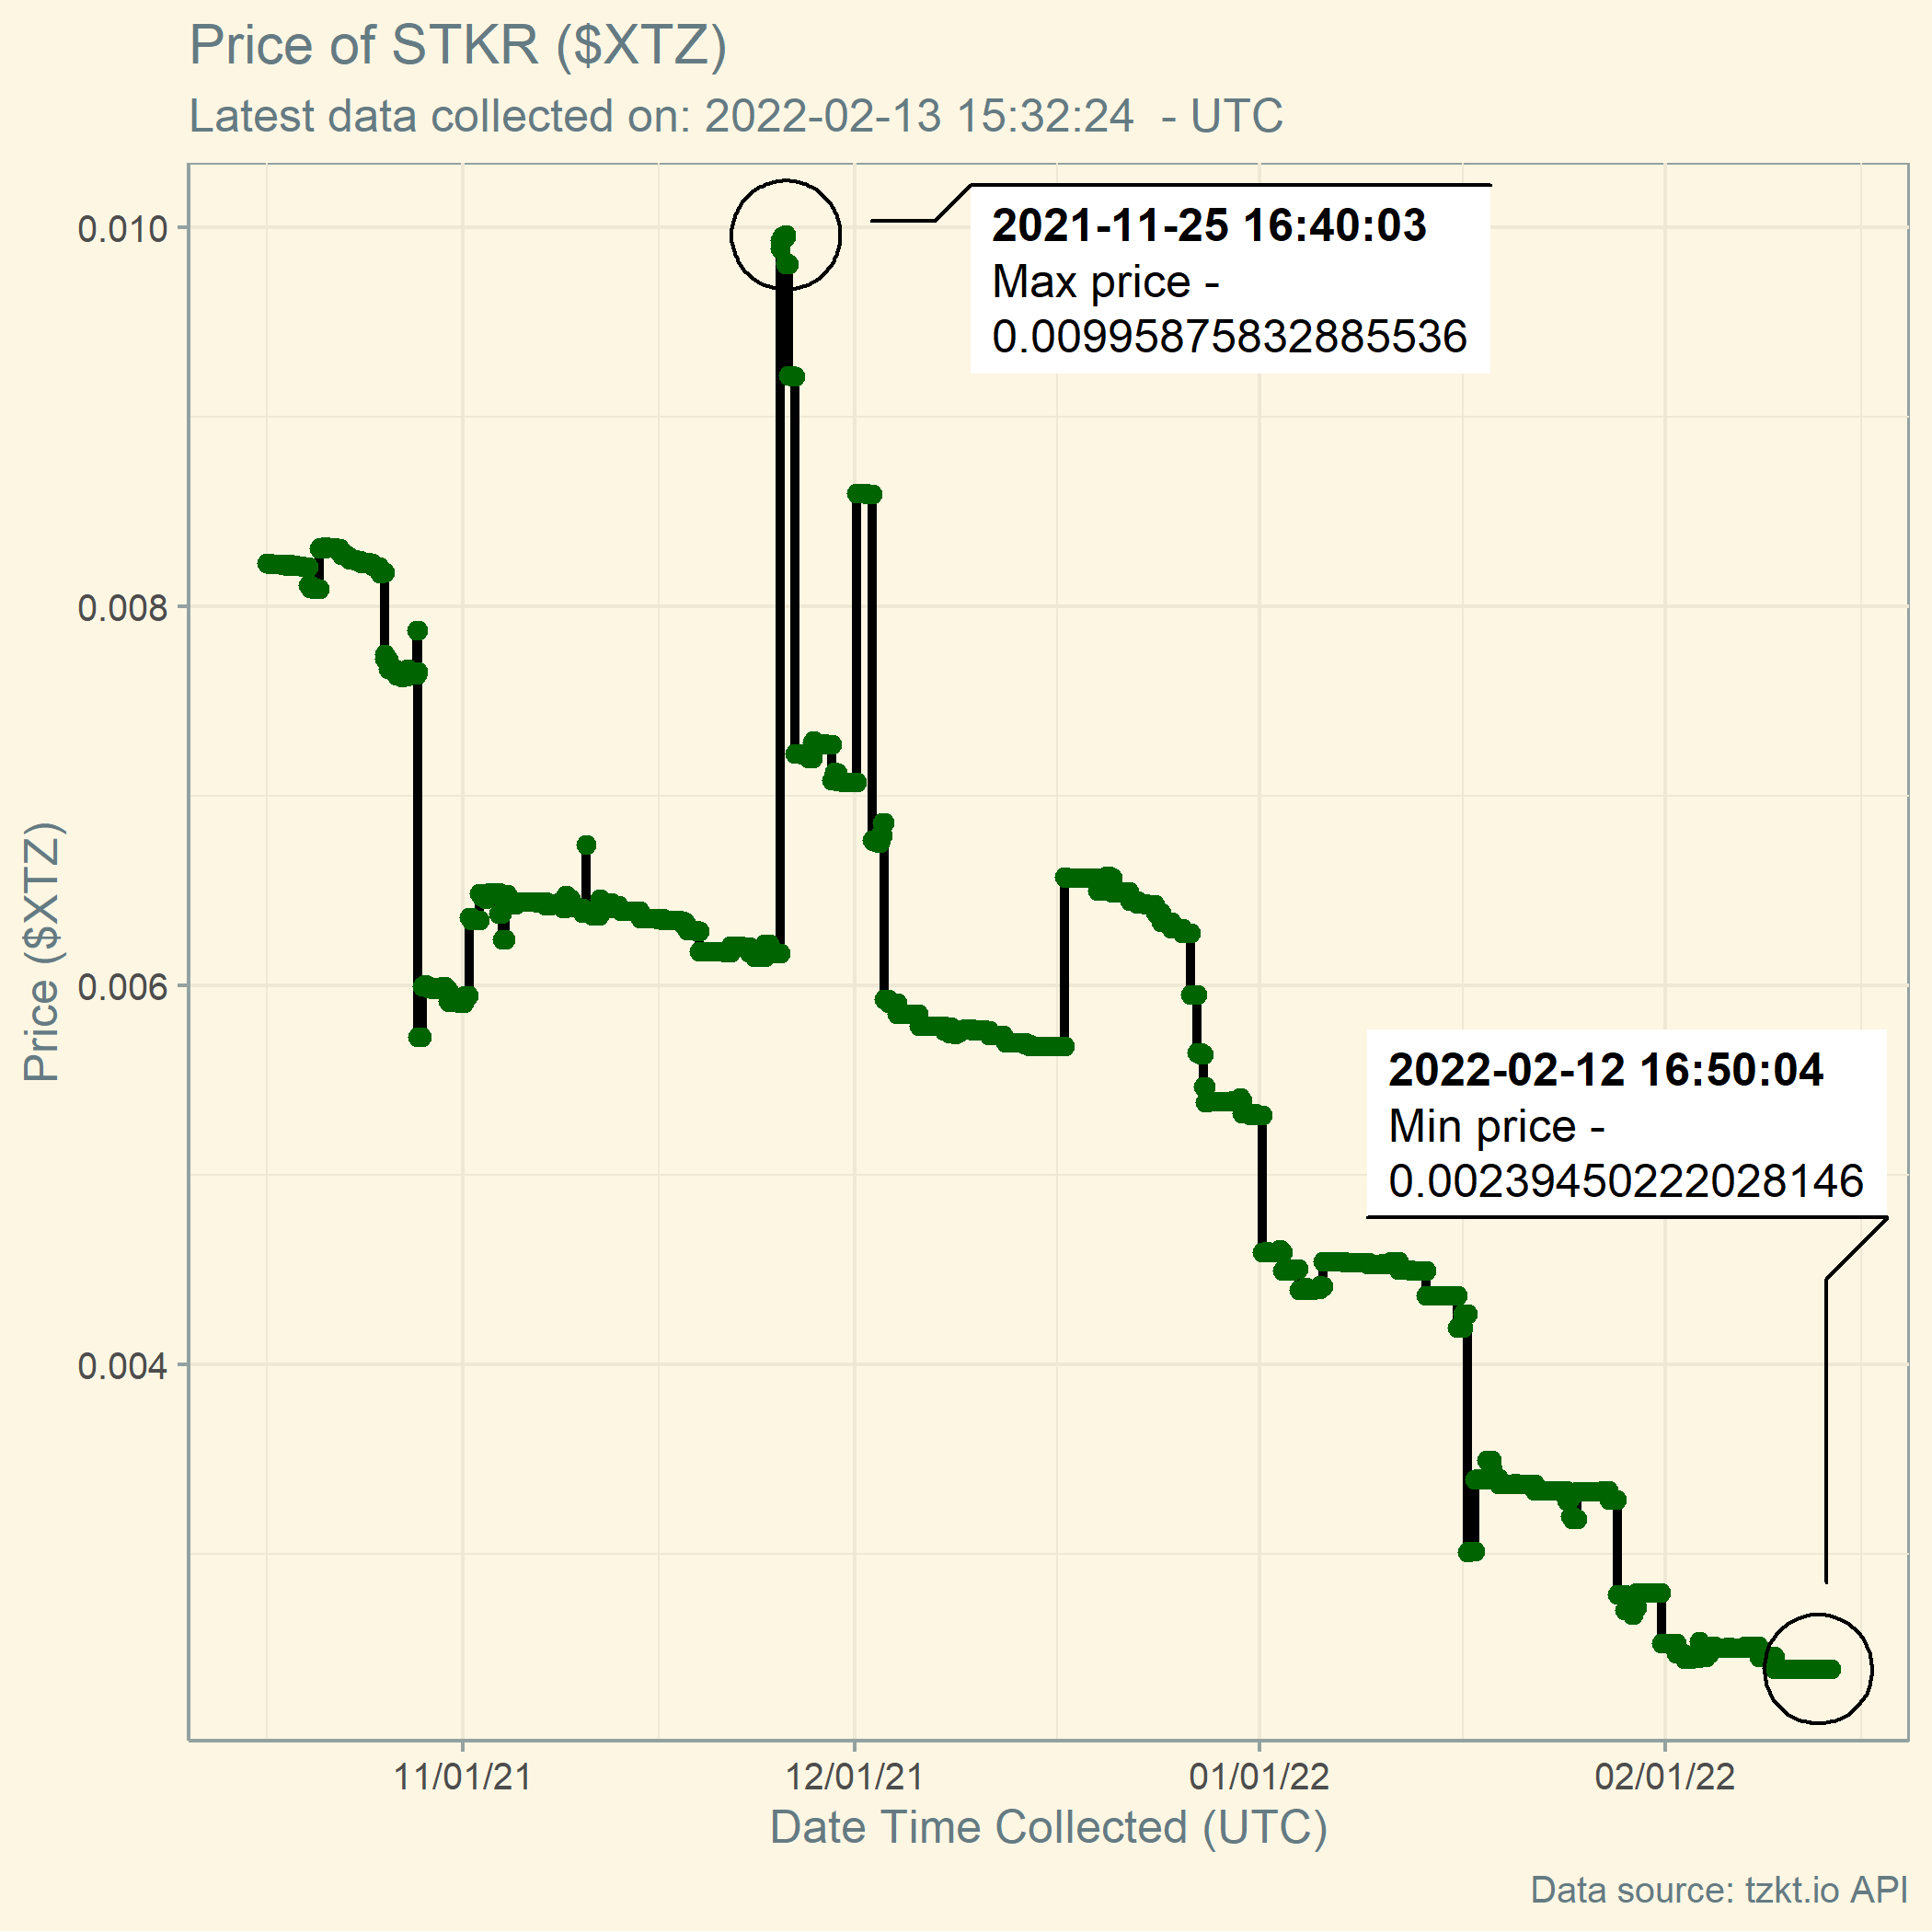 Price of STKR ($XTZ)
Latest data collected on: 2022-02-13 15:32:24  - UTC
2021-11-25 16:40:03
Max price -
0.00995875832885536
2022-02-12 16:50:04
Min price -
0.00239450222028146
0.010
0.008
0.006
0.004
Price ($XTZ)
11/01/21
12/01/21
01/01/22
02/01/22
Date Time Collected (UTC)
Data source: tzkt.io API